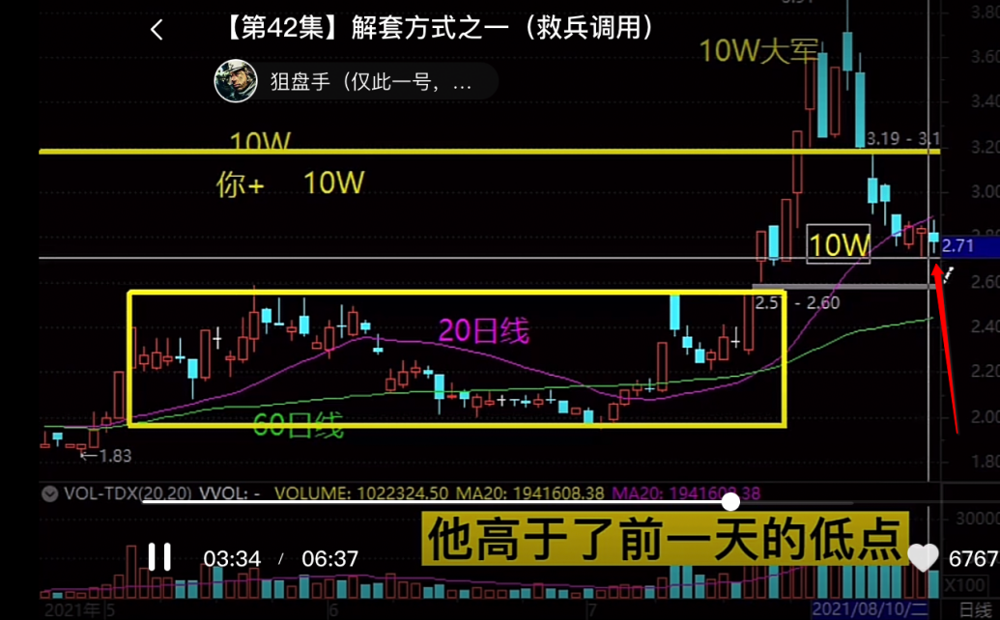 【第42集】解套方式之一（救兵调用）
狙盘手（仅此一号，...
10W大军
3.80
3.60
3.40
3.19 - 3.1
3.20
10W
你+ 10W
3.00
10W
2.71
2.60
2.51 - 2.60
20日线
2.40
2.20
60日线
2.00
←1.83
1.80
VOL-TDX(20,20) VVOL: - VOLUME: 1022324.50 MA20: 1941608.38 MA20: 1941608.38
他高于了前一天的低点
30000
03:34 / 06:37
6767
X100
2021年 5 6 7 2021/08/10/二 日线